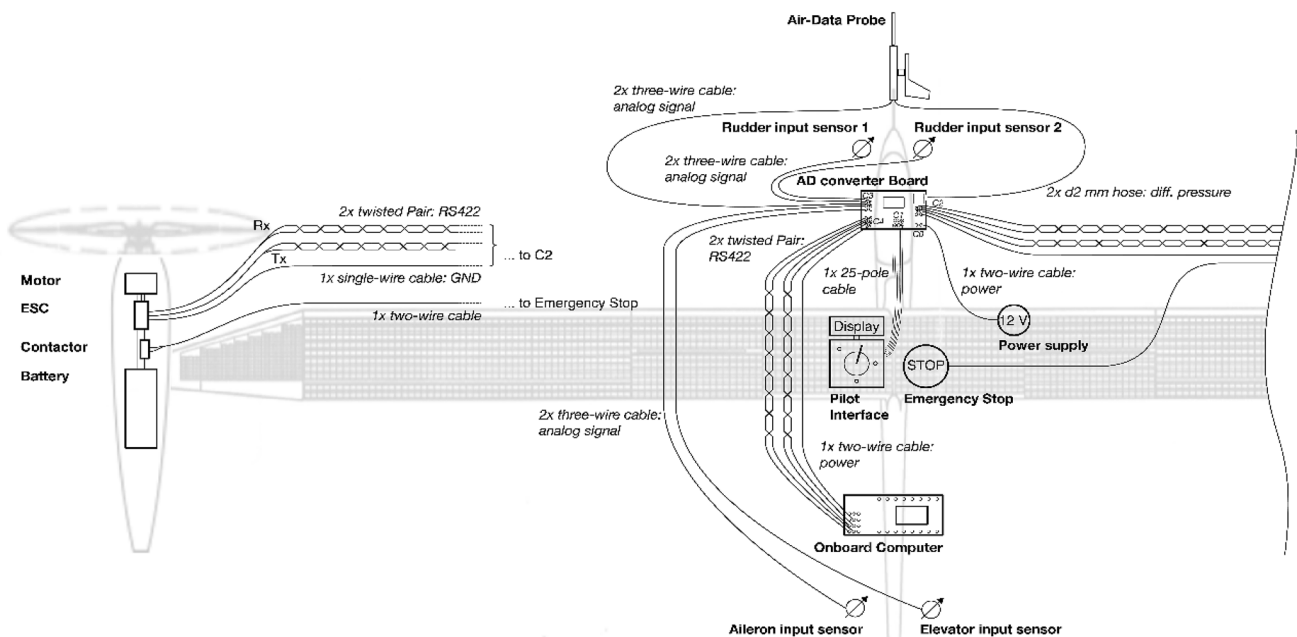 Air-Data Probe
2x three-wire cable:
analog signal
Rudder input sensor 1
Rudder input sensor 2
2x three-wire cable:
analog signal
AD converter Board
2x d2 mm hose: diff. pressure
2x twisted Pair: RS422
Rx
Tx
... to C2
1x single-wire cable: GND
... to Emergency Stop
1x two-wire cable
Motor
ESC
Contactor
Battery
2x twisted Pair:
RS422
1x 25-pole
cable
1x two-wire cable:
power
12 V
Power supply
Display
STOP
Pilot
Interface
Emergency Stop
2x three-wire cable:
analog signal
1x two-wire cable:
power
Onboard Computer
Aileron input sensor
Elevator input sensor